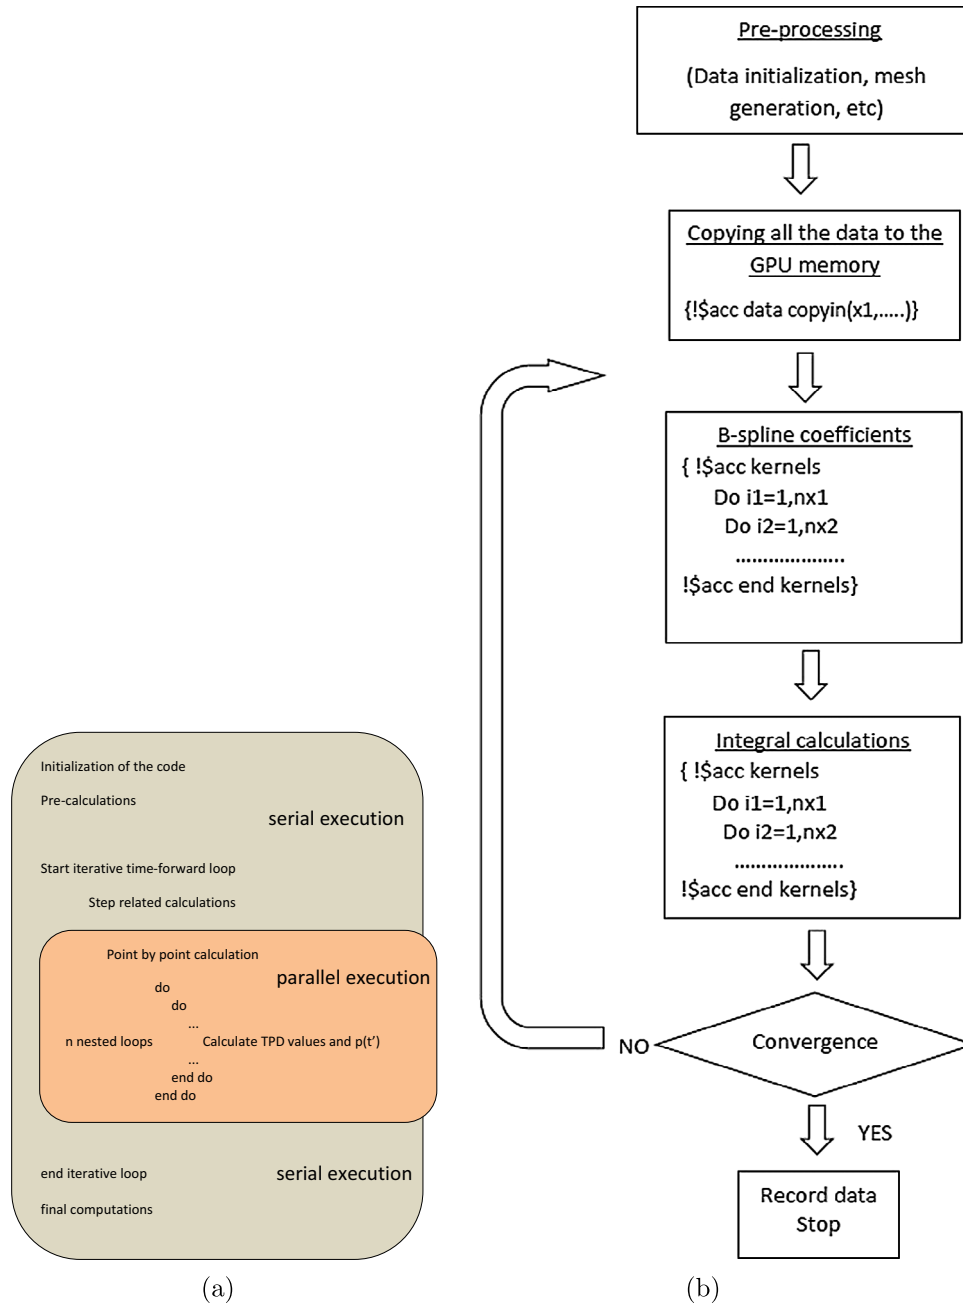 Initialization of the code
Pre-calculations
serial execution
Start iterative time-forward loop
Step related calculations
Point by point calculation
parallel execution
do
do
...
n nested loops Calculate TPD values and p(t')
...
end do
end do
end iterative loop
serial execution
final computations
(a)
Pre-processing
(Data initialization, mesh
generation, etc)
Copying all the data to the
GPU memory
{!$acc data copyin(x1,.....)}
B-spline coefficients
{ !$acc kernels
Do i1=1,nx1
Do i2=1,nx2
.....................
!$acc end kernels}
Integral calculations
{ !$acc kernels
Do i1=1,nx1
Do i2=1,nx2
.....................
!$acc end kernels}
NO
Convergence
YES
Record data
Stop
(b)